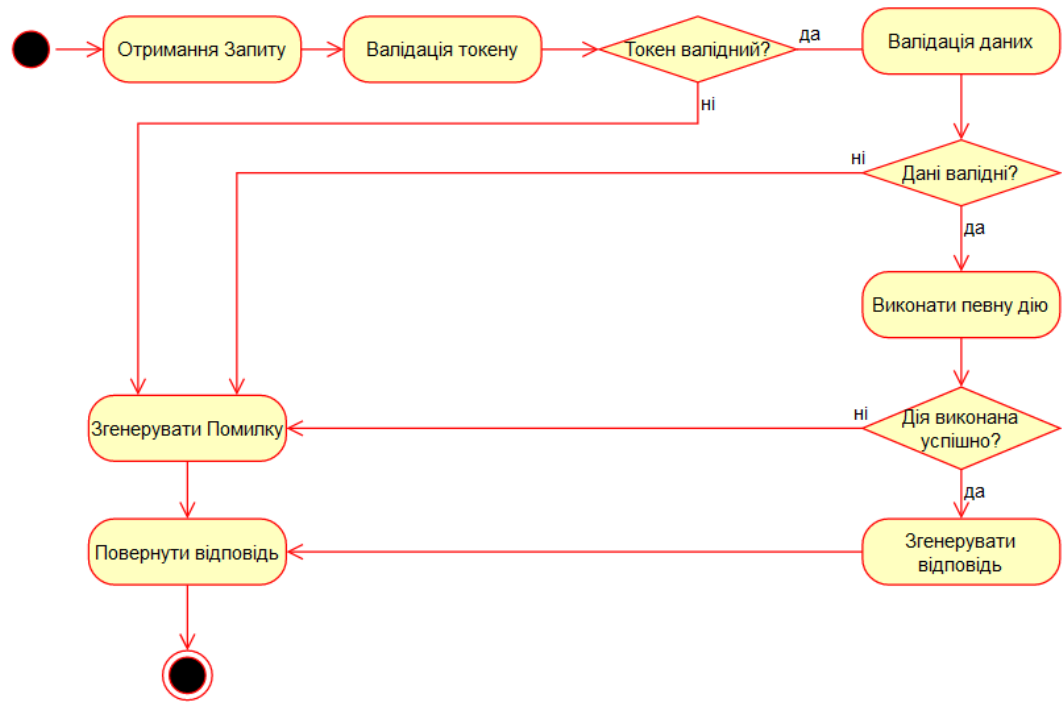 Отримання Запиту
Валідація токену
Токен валідний?
да
Валідація даних
ні
ні
Дані валідні?
да
Виконати певну дію
Згенерувати Помилку
ні
Дія виконана
успішно?
да
Повернути відповідь
Згенерувати
відповідь